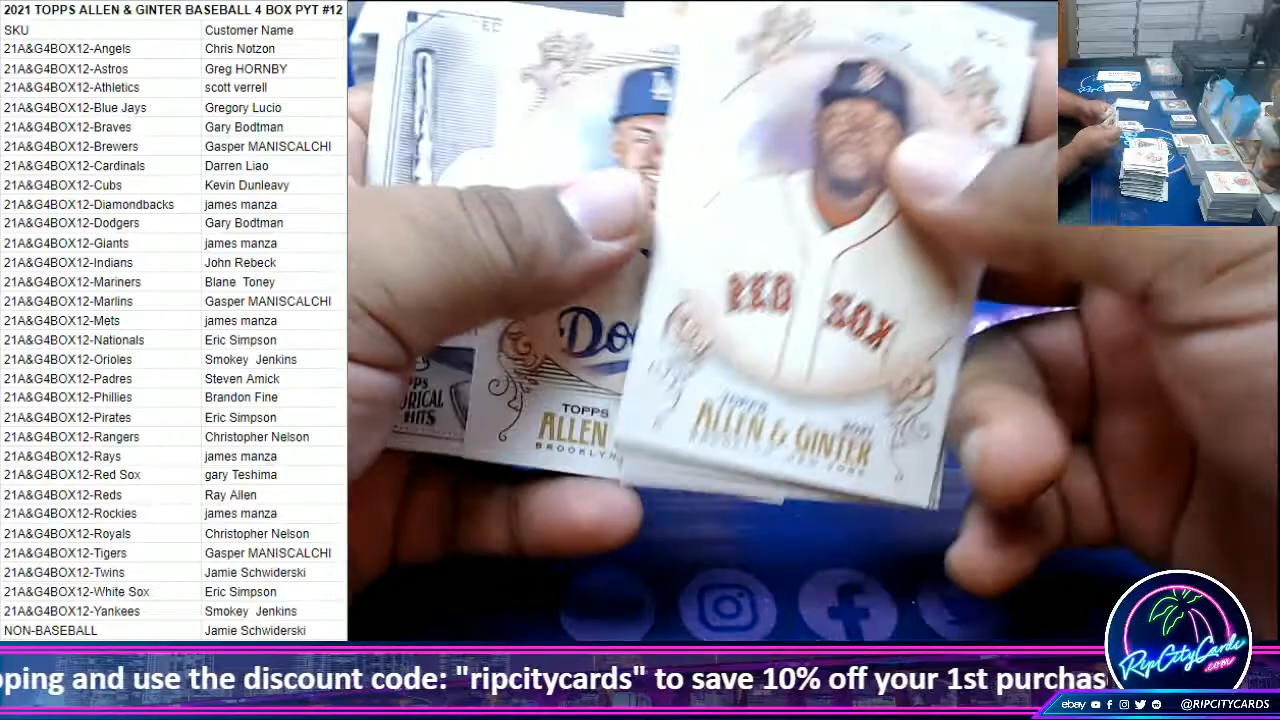 2021 TOPPS ALLEN & GINTER BASEBALL 4 BOX PYT #12
SKU Customer Name
21A&G4BOX12-Angels Chris Notzon
21A&G4BOX12-Astros Greg HORNBY
21A&G4BOX12-Athletics scott verrell
21A&G4BOX12-Blue Jays Gregory Lucio
21A&G4BOX12-Braves Gary Bodtman
21A&G4BOX12-Brewers Gasper MANISCALCHI
21A&G4BOX12-Cardinals Darren Liao
21A&G4BOX12-Cubs Kevin Dunleavy
21A&G4BOX12-Diamondbacks james manza
21A&G4BOX12-Dodgers Gary Bodtman
21A&G4BOX12-Giants james manza
21A&G4BOX12-Indians John Rebeck
21A&G4BOX12-Mariners Blane Toney
21A&G4BOX12-Marlins Gasper MANISCALCHI
21A&G4BOX12-Mets james manza
21A&G4BOX12-Nationals Eric Simpson
21A&G4BOX12-Orioles Smokey Jenkins
21A&G4BOX12-Padres Steven Amick
21A&G4BOX12-Phillies Brandon Fine
21A&G4BOX12-Pirates Eric Simpson
21A&G4BOX12-Rangers Christopher Nelson
21A&G4BOX12-Rays james manza
21A&G4BOX12-Red Sox gary Teshima
21A&G4BOX12-Reds Ray Allen
21A&G4BOX12-Rockies james manza
21A&G4BOX12-Royals Christopher Nelson
21A&G4BOX12-Tigers Gasper MANISCALCHI
21A&G4BOX12-Twins Jamie Schwiderski
21A&G4BOX12-White Sox Eric Simpson
21A&G4BOX12-Yankees Smokey Jenkins
NON-BASEBALL Jamie Schwiderski
RED SOX
TOPPS
ALLEN & GINTER
Do
TOPPS
ALLEN
BROOKLYN
ORICAL
HITS
pping and use the discount code: "ripcitycards" to save 10% off your 1st purchas
RipCityCards
.com
ebay @RIPCITYCARDS